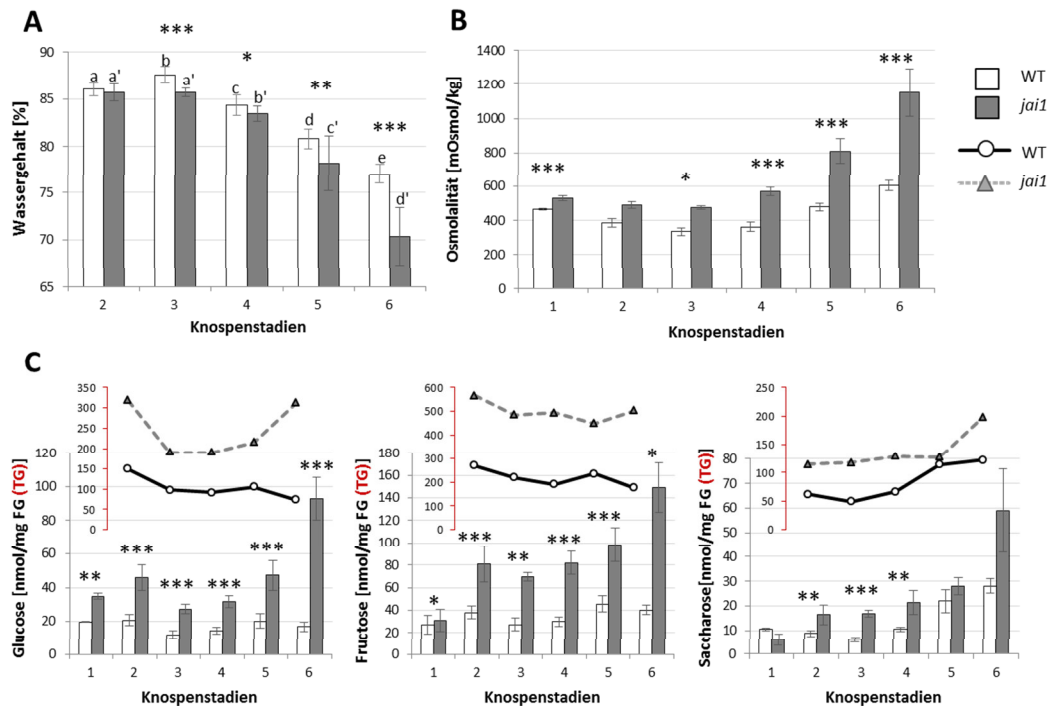 A
Wassergehalt [%]
90
85
80
75
70
65
a a' b a' c b' d c' e d'
*** * ** ***
2 3 4 5 6
Knospenstadien
B
Osmolalität [mOsmol/kg]
1400
1200
1000
800
600
400
200
0
*** * *** *** ***
1 2 3 4 5 6
Knospenstadien
WT
jai1
WT
jai1
C
Glucose [nmol/mg FG (TG)]
350
300
250
200
150
100
50
0
120
100
80
60
40
20
0
** *** *** *** *** ***
1 2 3 4 5 6
Knospenstadien
Fructose [nmol/mg FG (TG)]
600
500
400
300
200
100
0
180
160
140
120
100
80
60
40
20
0
* *** ** *** *** *
1 2 3 4 5 6
Knospenstadien
Saccharose [nmol/mg FG (TG)]
250
200
150
100
50
0
80
70
60
50
40
30
20
10
0
** *** **
1 2 3 4 5 6
Knospenstadien